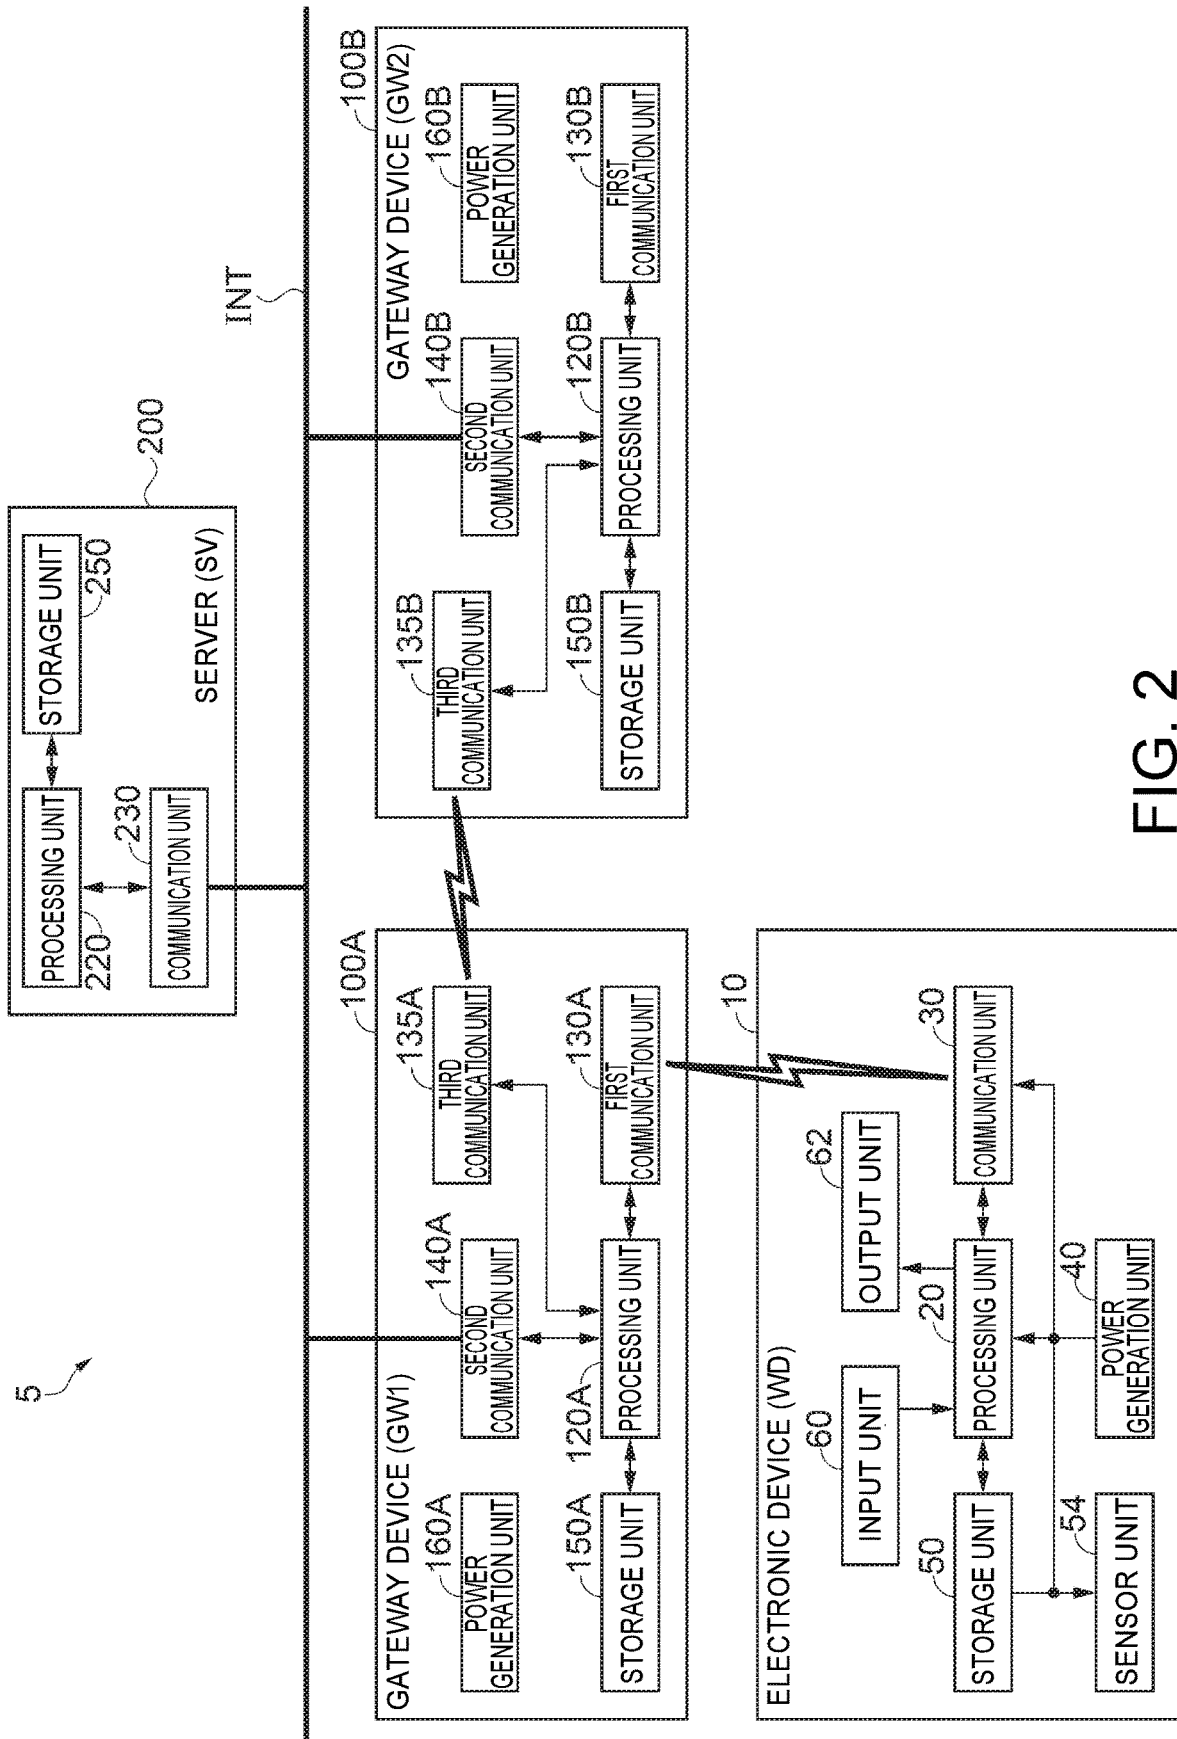 5
200
STORAGE UNIT
250
PROCESSING UNIT
220
230
COMMUNICATION UNIT
SERVER (SV)
INT
100A
GATEWAY DEVICE (GW1)
160A
POWER
GENERATION UNIT
140A
SECOND
COMMUNICATION UNIT
135A
THIRD
COMMUNICATION UNIT
150A
STORAGE UNIT
120A
PROCESSING UNIT
130A
FIRST
COMMUNICATION UNIT
100B
GATEWAY DEVICE (GW2)
135B
THIRD
COMMUNICATION UNIT
140B
SECOND
COMMUNICATION UNIT
160B
POWER
GENERATION UNIT
150B
STORAGE UNIT
120B
PROCESSING UNIT
130B
FIRST
COMMUNICATION UNIT
10
ELECTRONIC DEVICE (WD)
60
INPUT UNIT
62
OUTPUT UNIT
50
STORAGE UNIT
20
PROCESSING UNIT
30
COMMUNICATION UNIT
54
SENSOR UNIT
40
POWER
GENERATION UNIT
FIG. 2